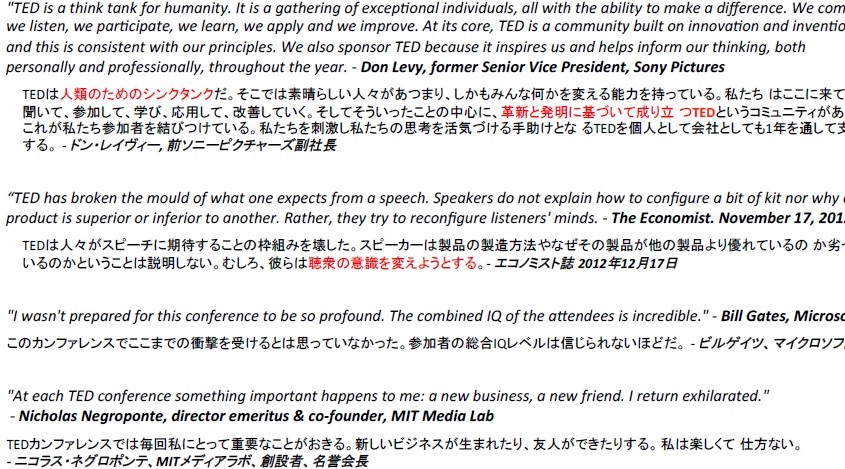 "TED is a think tank for humanity. It is a gathering of exceptional individuals, all with the ability to make a difference. We com
we listen, we participate, we learn, we apply and we improve. At its core, TED is a community built on innovation and inventio
and this is consistent with our principles. We also sponsor TED because it inspires us and helps inform our thinking, both
personally and professionally, throughout the year. - Don Levy, former Senior Vice President, Sony Pictures
TEDは人類のためのシンクタンクだ。そこでは素晴らしい人々があつまり、しかもみんな何かを変える能力を持っている。私たち はここに来て
聞いて、参加して、学び、応用して、改善していく。そしてそういったことの中心に、革新と発明に基づいて成り立 つTEDというコミュニティがあ
これが私たち参加者を結びつけている。私たちを刺激し私たちの思考を活気づける手助けとな るTEDを個人として会社としても1年を通して支
する。 - ドン・レイヴィー, 前ソニーピクチャーズ副社長
“TED has broken the mould of what one expects from a speech. Speakers do not explain how to configure a bit of kit nor why
product is superior or inferior to another. Rather, they try to reconfigure listeners' minds. - The Economist. November 17, 201
TEDは人々がスピーチに期待することの枠組みを壊した。スピーカーは製品の製造方法やなぜその製品が他の製品より優れているの か劣っ
いるのかということは説明しない。むしろ、彼らは聴衆の意識を変えようとする。- エコノミスト誌 2012年12月17日
"I wasn't prepared for this conference to be so profound. The combined IQ of the attendees is incredible." - Bill Gates, Microso
このカンファレンスでここまでの衝撃を受けるとは思っていなかった。参加者の総合IQレベルは信じられないほどだ。 - ビルゲイツ、マイクロソフ
"At each TED conference something important happens to me: a new business, a new friend. I return exhilarated."
- Nicholas Negroponte, director emeritus & co-founder, MIT Media Lab
TEDカンファレンスでは毎回私にとって重要なことがおきる。新しいビジネスが生まれたり、友人ができたりする。私は楽しくて 仕方ない。
- ニコラス・ネグロポンテ、MITメディアラボ、創設者、名誉会長